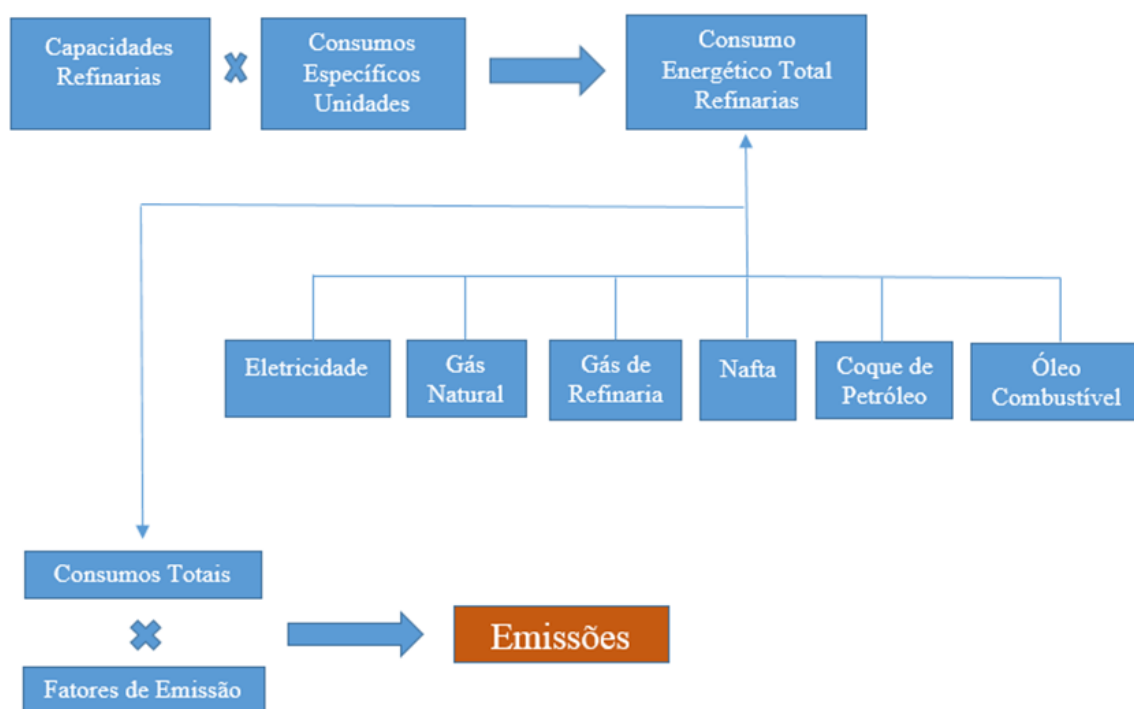 Capacidades
Refinarias
Consumos
Específicos
Unidades
Consumo
Energético Total
Refinarias
Eletricidade
Gás
Natural
Gás de
Refinaria
Nafta
Coque de
Petróleo
Óleo
Combustível
Consumos Totais
Emissões
Fatores de Emissão